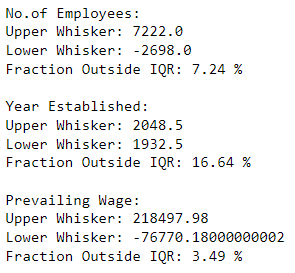 No.of Employees:
Upper Whisker: 7222.0
Lower Whisker: -2698.0
Fraction Outside IQR: 7.24 %
Year Established:
Upper Whisker: 2048.5
Lower Whisker: 1932.5
Fraction Outside IQR: 16.64 %
Prevailing Wage:
Upper Whisker: 218497.98
Lower Whisker: -76770.18000000002
Fraction Outside IQR: 3.49 %